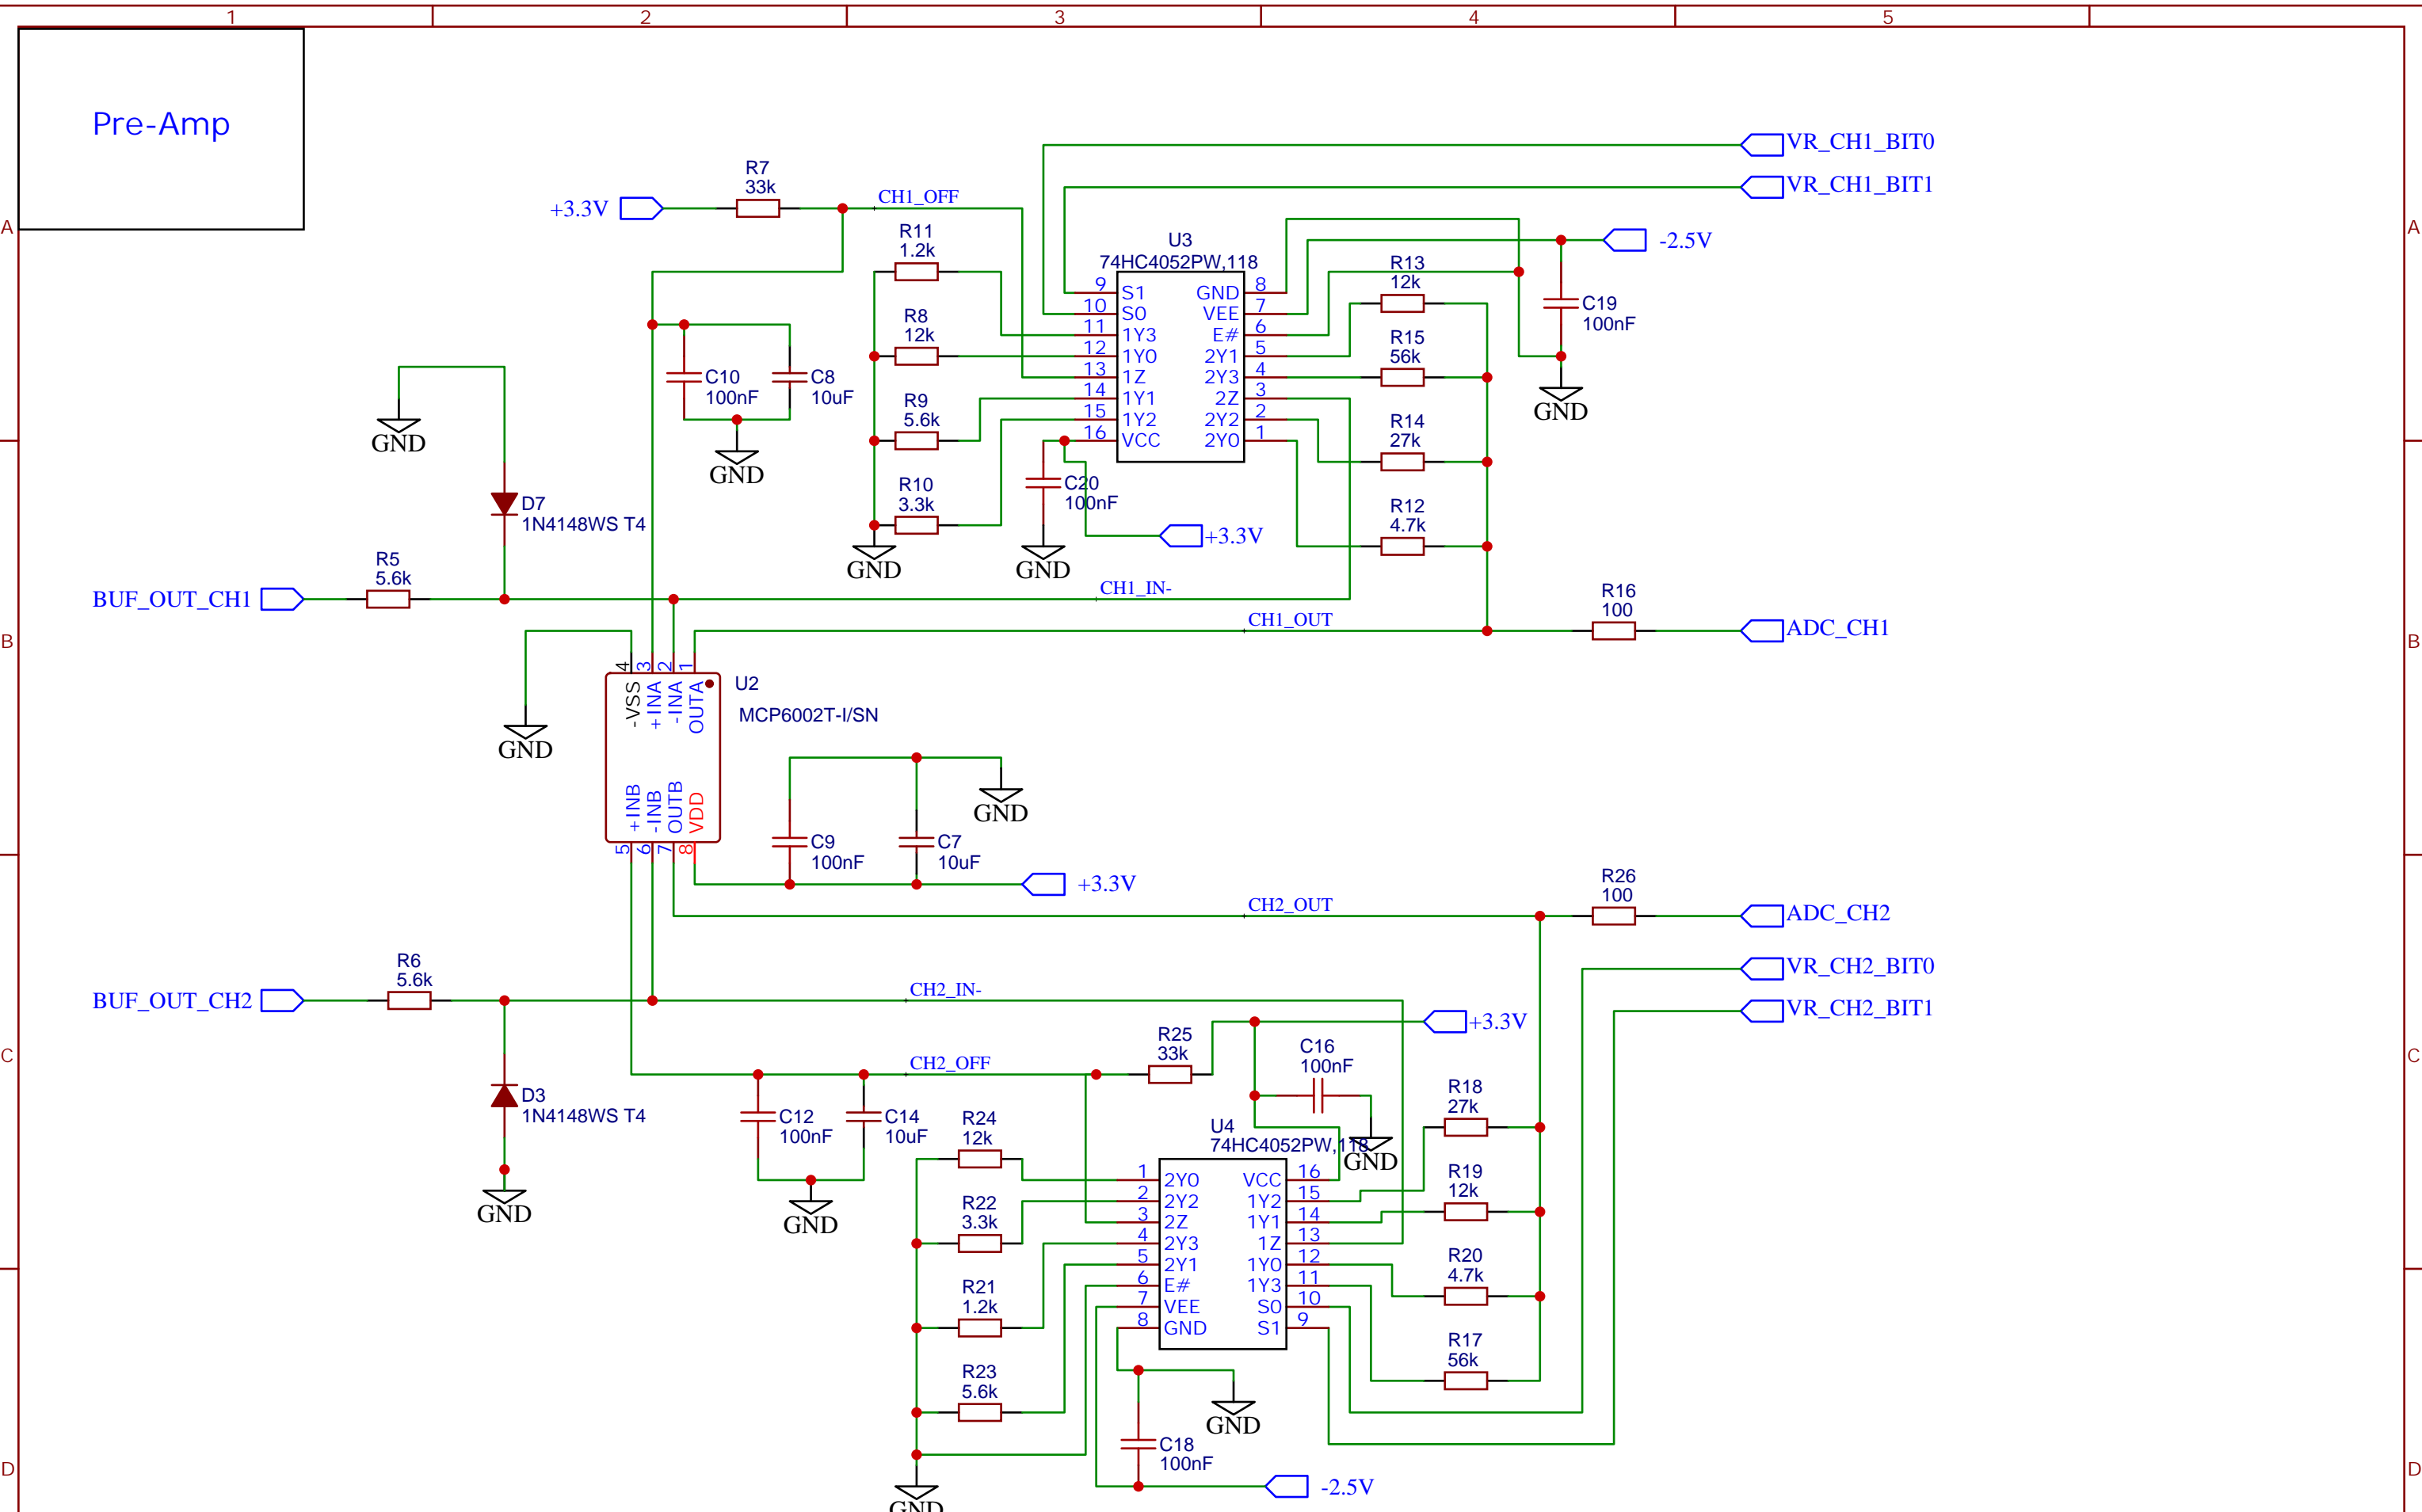 1
2
3
4
5
Pre-Amp
A
A
B
B
C
C
D
D
VR_CH1_BIT0
VR_CH1_BIT1
+3.3V
R7
33k
CH1_OFF
R11
1.2k
R8
12k
R9
5.6k
R10
3.3k
GND
U3
74HC4052PW,118
9 S1 GND 8
10 S0 VEE 7
11 1Y3 E# 6
12 1Y0 2Y1 5
13 1Z 2Y3 4
14 1Y1 2Z 3
15 1Y2 2Y2 2
16 VCC 2Y0 1
-2.5V
C19
100nF
GND
R13
12k
R15
56k
R14
27k
R12
4.7k
C10
100nF
C8
10uF
GND
C20
100nF
GND
+3.3V
GND
D7
1N4148WS T4
BUF_OUT_CH1
R5
5.6k
CH1_IN-
CH1_OUT
R16
100
ADC_CH1
GND
U2
MCP6002T-I/SN
4 3 2 1
-VSS +INA -INA OUTA
+INB -INB OUTB VDD
5 6 7 8
GND
C9
100nF
C7
10uF
+3.3V
CH2_OUT
R26
100
ADC_CH2
VR_CH2_BIT0
VR_CH2_BIT1
BUF_OUT_CH2
R6
5.6k
CH2_IN-
D3
1N4148WS T4
GND
CH2_OFF
R25
33k
+3.3V
C16
100nF
GND
C12
100nF
C14
10uF
GND
R24
12k
R22
3.3k
R21
1.2k
R23
5.6k
GND
U4
74HC4052PW,118
1 2Y0 VCC 16
2 2Y2 1Y2 15
3 2Z 1Y1 14
4 2Y3 1Z 13
5 2Y1 1Y0 12
6 E# 1Y3 11
7 VEE S0 10
8 GND S1 9
R18
27k
R19
12k
R20
4.7k
R17
56k
GND
C18
100nF
-2.5V